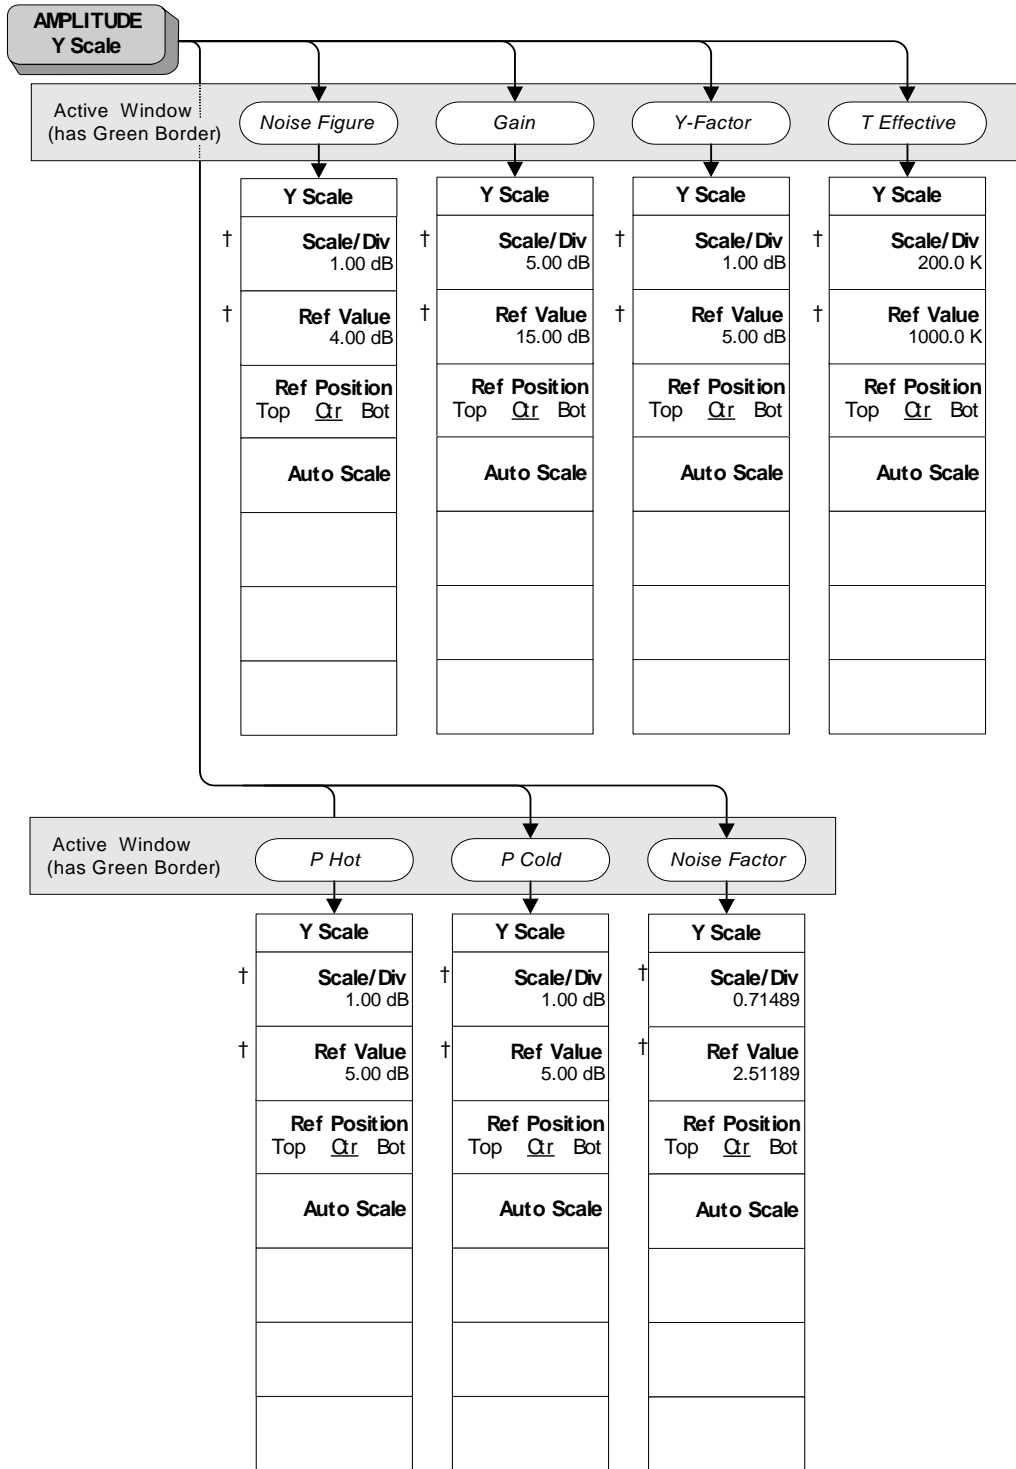 AMPLITUDE
Y Scale
Active Window
(has Green Border)
Noise Figure
Gain
Y-Factor
T Effective
Y Scale
† Scale/Div
1.00 dB
† Ref Value
4.00 dB
Ref Position
Top Ctr Bot
Auto Scale
Y Scale
† Scale/Div
5.00 dB
† Ref Value
15.00 dB
Ref Position
Top Ctr Bot
Auto Scale
Y Scale
† Scale/Div
1.00 dB
† Ref Value
5.00 dB
Ref Position
Top Ctr Bot
Auto Scale
Y Scale
† Scale/Div
200.0 K
† Ref Value
1000.0 K
Ref Position
Top Ctr Bot
Auto Scale
Active Window
(has Green Border)
P Hot
P Cold
Noise Factor
Y Scale
† Scale/Div
1.00 dB
† Ref Value
5.00 dB
Ref Position
Top Ctr Bot
Auto Scale
Y Scale
† Scale/Div
1.00 dB
† Ref Value
5.00 dB
Ref Position
Top Ctr Bot
Auto Scale
Y Scale
† Scale/Div
0.71489
† Ref Value
2.51189
Ref Position
Top Ctr Bot
Auto Scale